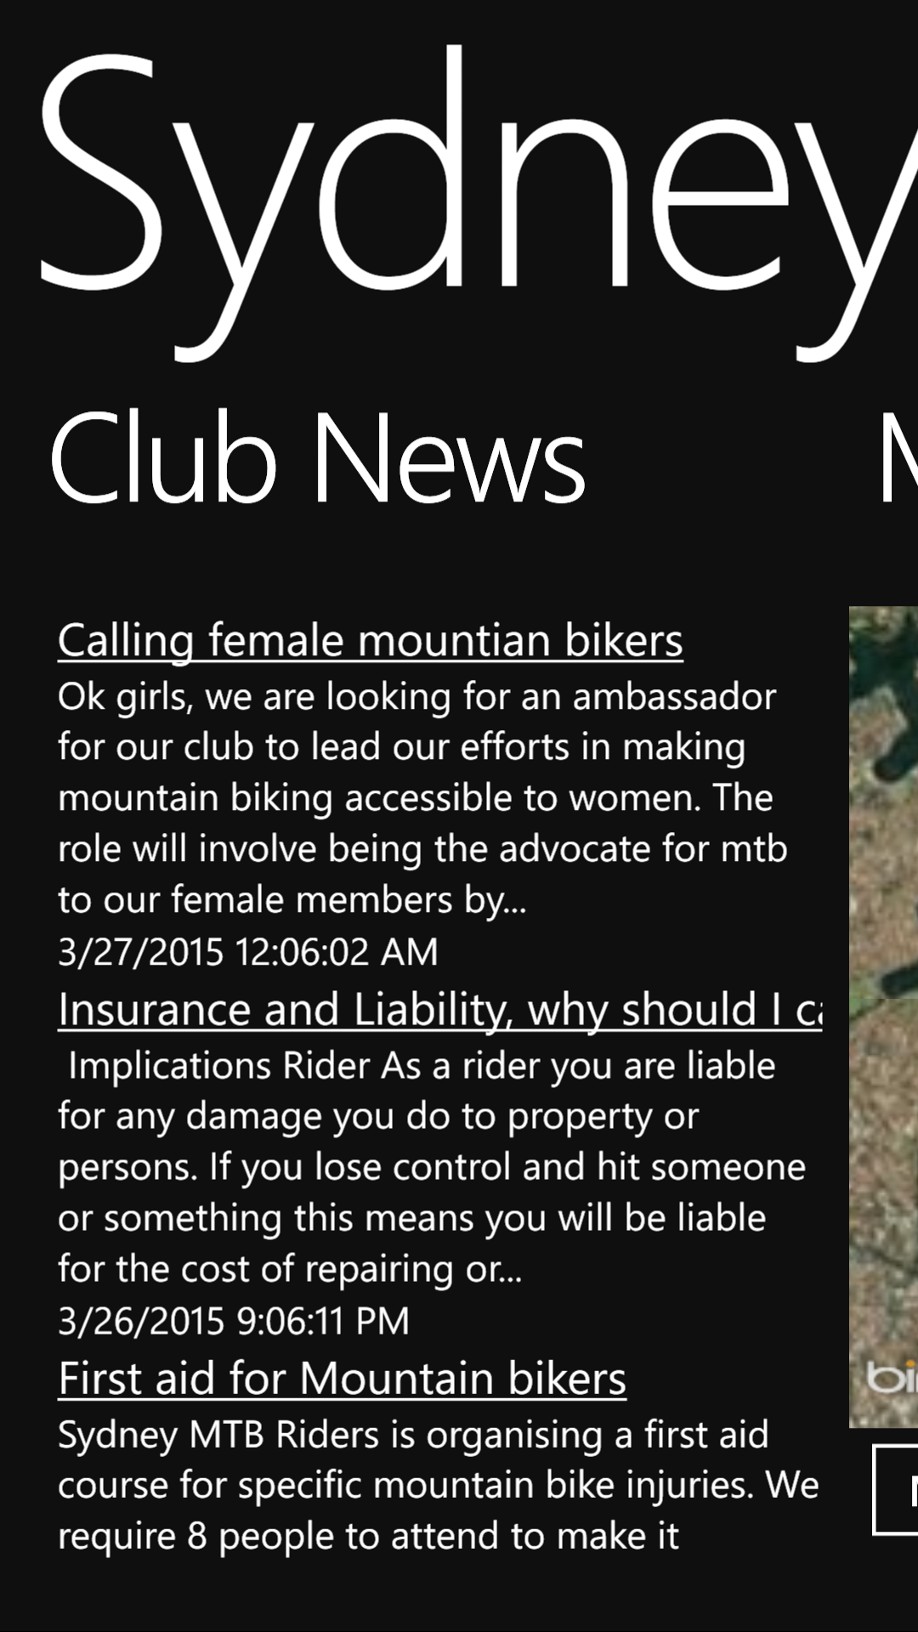 Sydney
Club News
Calling female mountian bikers
Ok girls, we are looking for an ambassador
for our club to lead our efforts in making
mountain biking accessible to women. The
role will involve being the advocate for mtb
to our female members by...
3/27/2015 12:06:02 AM
Insurance and Liability, why should I
Implications Rider As a rider you are liable
for any damage you do to property or
persons. If you lose control and hit someone
or something this means you will be liable
for the cost of repairing or...
3/26/2015 9:06:11 PM
First aid for Mountain bikers
Sydney MTB Riders is organising a first aid
course for specific mountain bike injuries. We
require 8 people to attend to make it